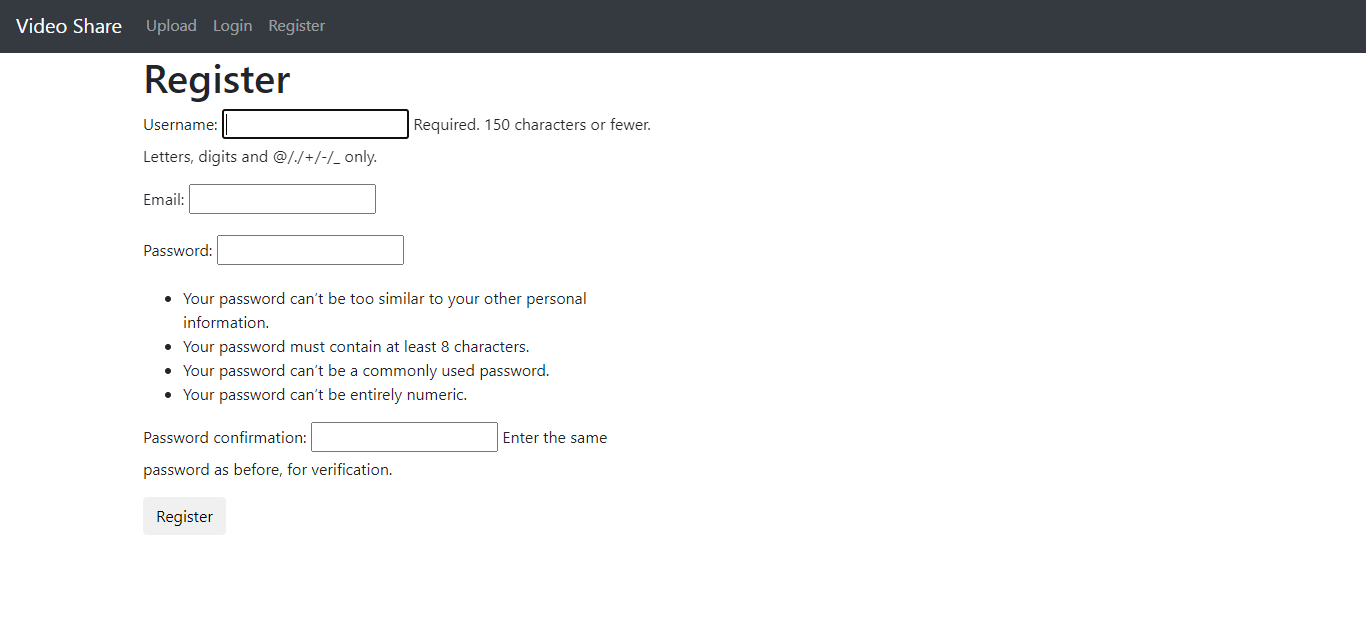 Video Share Upload Login Register
Register
Username: Required. 150 characters or fewer.
Letters, digits and @/./+/-/_ only.
Email:
Password:
Your password can't be too similar to your other personal
information.
Your password must contain at least 8 characters.
Your password can't be a commonly used password.
Your password can't be entirely numeric.
Password confirmation: Enter the same
password as before, for verification.
Register